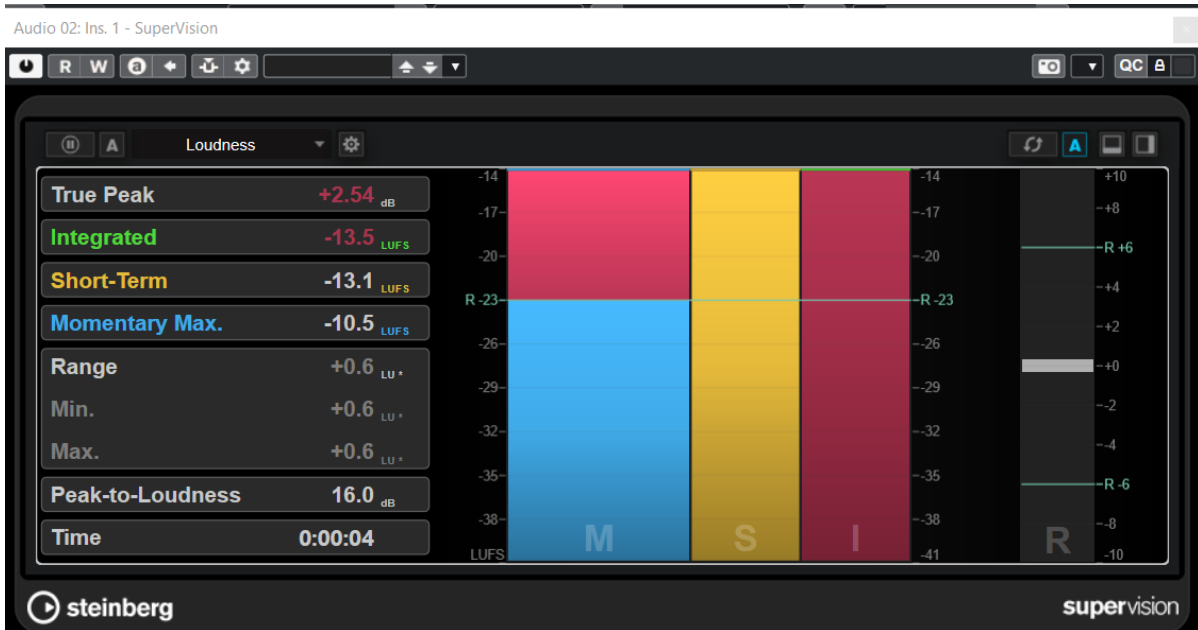 Audio 02: Ins. 1 - SuperVision
R W a QC
A Loudness A
True Peak +2.54 dB
Integrated -13.5 LUFS
Short-Term -13.1 LUFS
Momentary Max. -10.5 LUFS
Range +0.6 LU *
Min. +0.6 LU *
Max. +0.6 LU *
Peak-to-Loudness 16.0 dB
Time 0:00:04
-14
-17
-20
R -23
-26
-29
-32
-35
-38
LUFS
M S I
-14
-17
-20
R -23
-26
-29
-32
-35
-38
-41
+10
+8
R +6
+4
+2
+0
-2
-4
R -6
-8
-10
R
steinberg
supervision